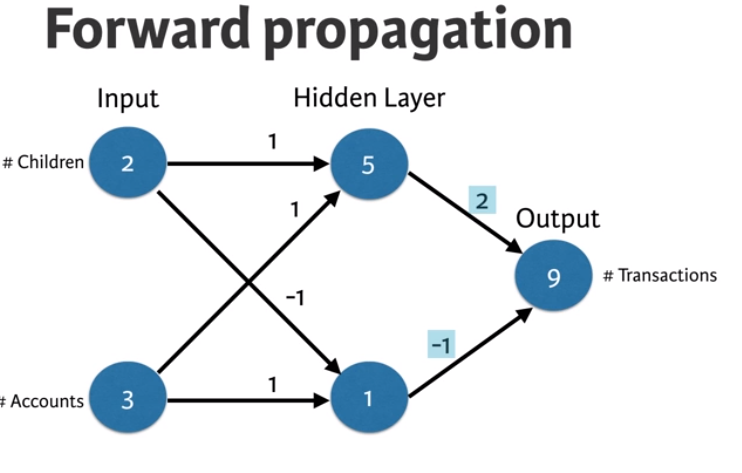 Forward propagation
Input
Hidden Layer
# Children
2
1
5
1
2
Output
-1
9
# Transactions
-1
# Accounts
3
1
1